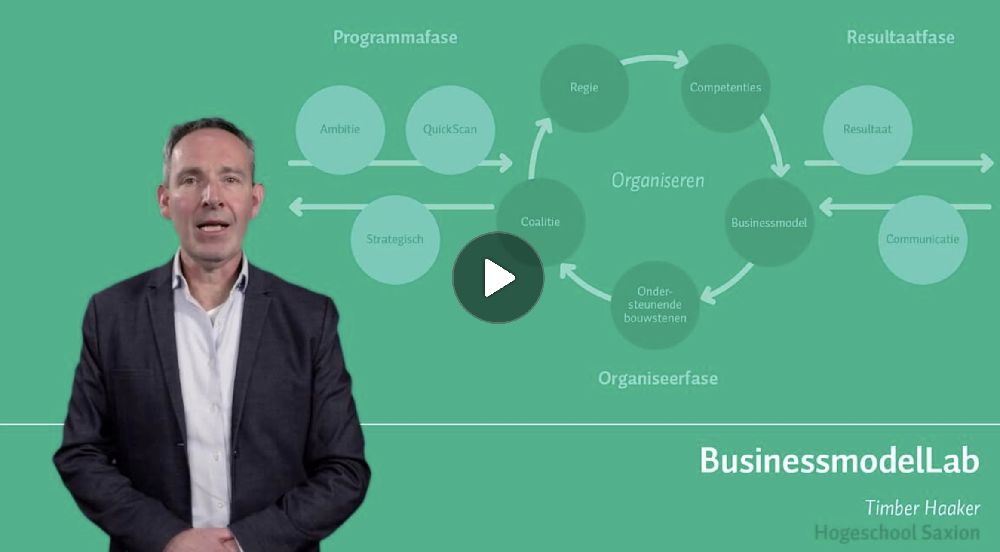 Programmafase
Resultaatfase
Regie
Competenties
Ambitie
QuickScan
Resultaat
Organiseren
Coalitie
Businessmodel
Strategisch
Communicatie
Onder-
steunende
bouwstenen
Organiseerfase
BusinessmodelLab
Timber Haaker
Hogeschool Saxion